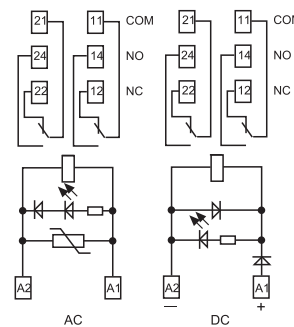 21 11 COM 21 11 COM
24 14 NO 24 14 NO
22 12 NC 22 12 NC
A2 A1 A2 A1
— +
AC DC